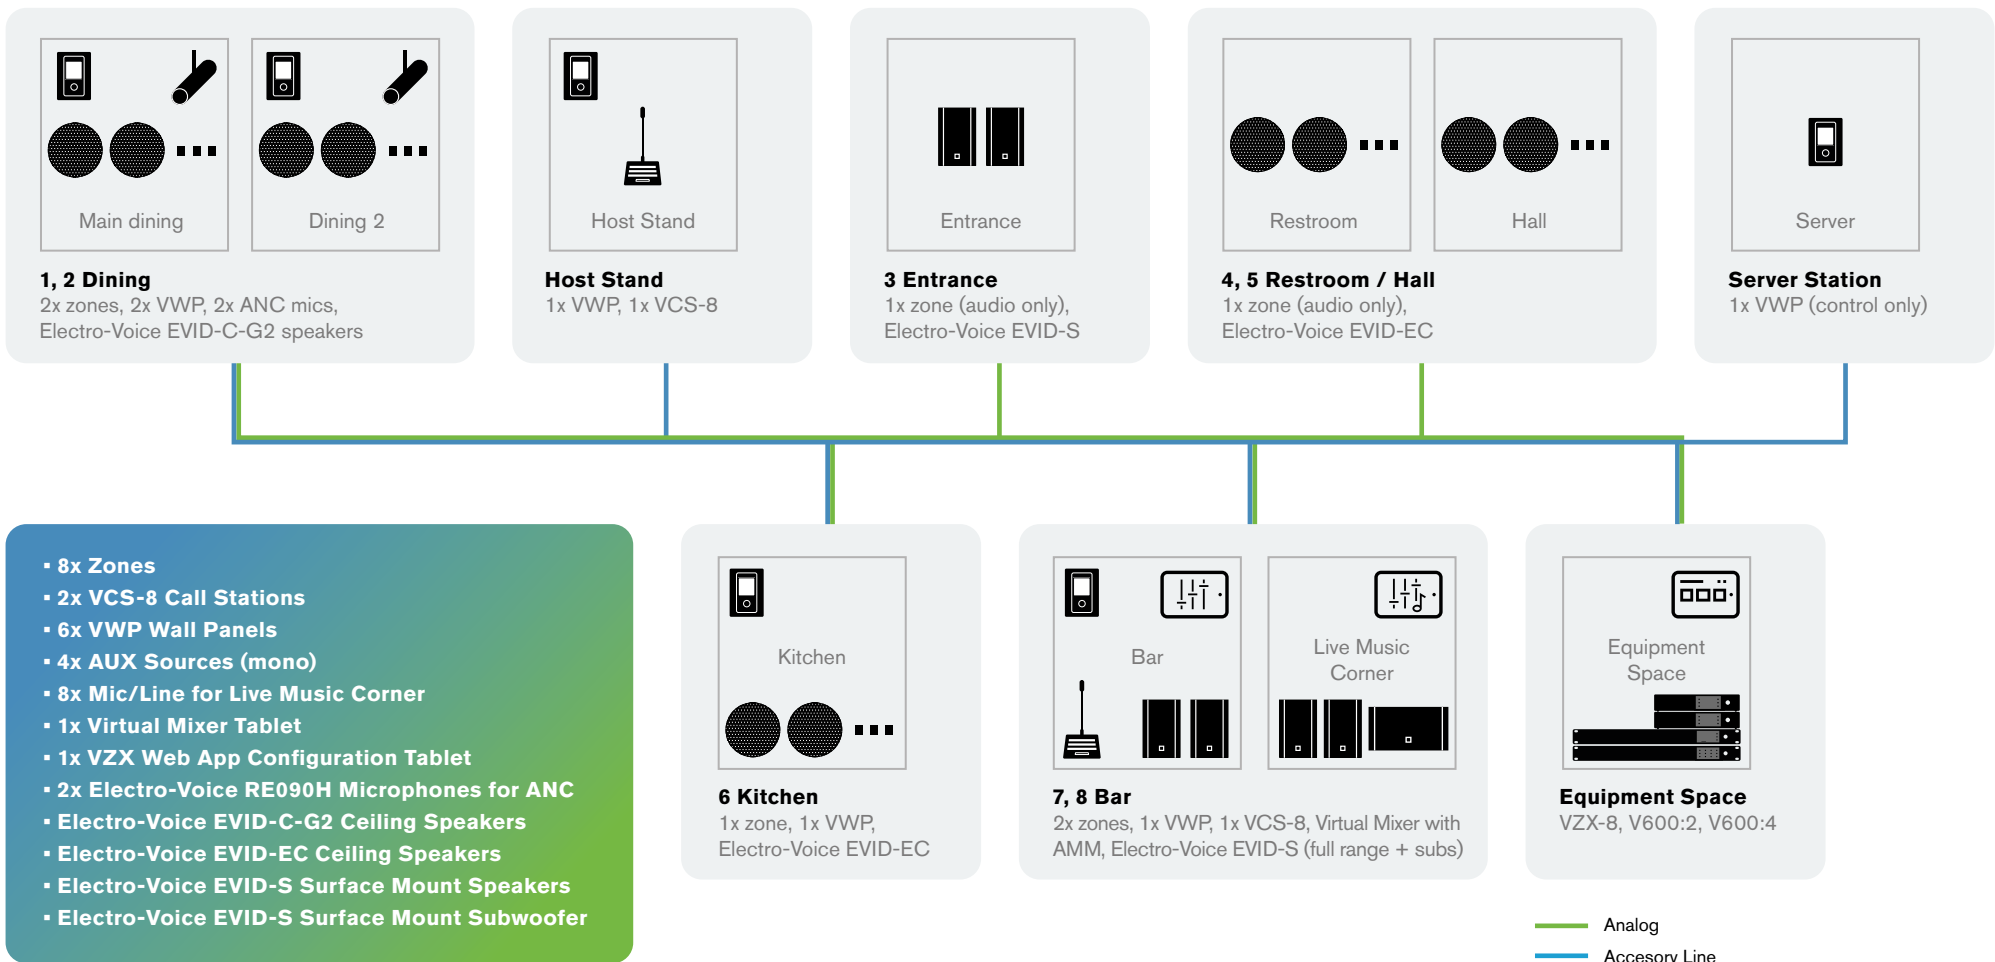 Main dining
Dining 2
1, 2 Dining
2x zones, 2x VWP, 2x ANC mics,
Electro-Voice EVID-C-G2 speakers
Host Stand
Host Stand
1x VWP, 1x VCS-8
Entrance
3 Entrance
1x zone (audio only),
Electro-Voice EVID-S
Restroom
Hall
4, 5 Restroom / Hall
1x zone (audio only),
Electro-Voice EVID-EC
Server
Server Station
1x VWP (control only)
▪ 8x Zones
▪ 2x VCS-8 Call Stations
▪ 6x VWP Wall Panels
▪ 4x AUX Sources (mono)
▪ 8x Mic/Line for Live Music Corner
▪ 1x Virtual Mixer Tablet
▪ 1x VZX Web App Configuration Tablet
▪ 2x Electro-Voice RE090H Microphones for ANC
▪ Electro-Voice EVID-C-G2 Ceiling Speakers
▪ Electro-Voice EVID-EC Ceiling Speakers
▪ Electro-Voice EVID-S Surface Mount Speakers
▪ Electro-Voice EVID-S Surface Mount Subwoofer
Kitchen
6 Kitchen
1x zone, 1x VWP,
Electro-Voice EVID-EC
Bar
Live Music
Corner
7, 8 Bar
2x zones, 1x VWP, 1x VCS-8, Virtual Mixer with
AMM, Electro-Voice EVID-S (full range + subs)
Equipment
Space
Equipment Space
VZX-8, V600:2, V600:4
Analog
Accesory Line